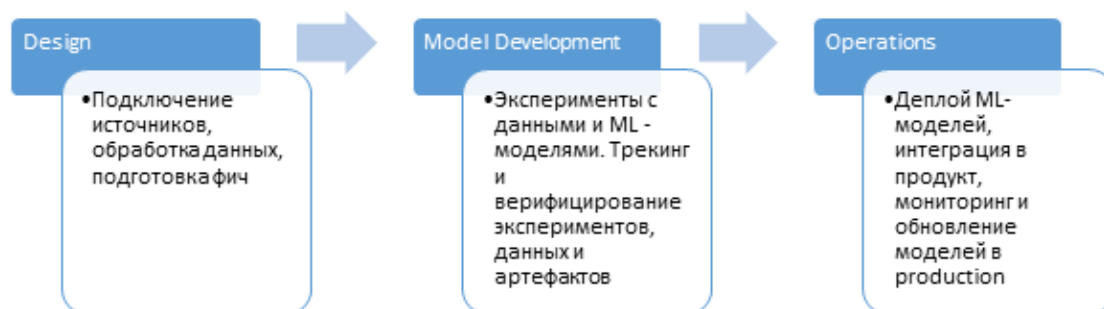 Design
•Подключение
источников,
обработка данных,
подготовка фич
Model Development
•Эксперименты с
данными и ML -
моделями. Трекинг
и
верифицирование
экспериментов,
данных и
артефактов
Operations
•Деплой ML-
моделей,
интеграция в
продукт,
мониторинг и
обновление
моделей в
production